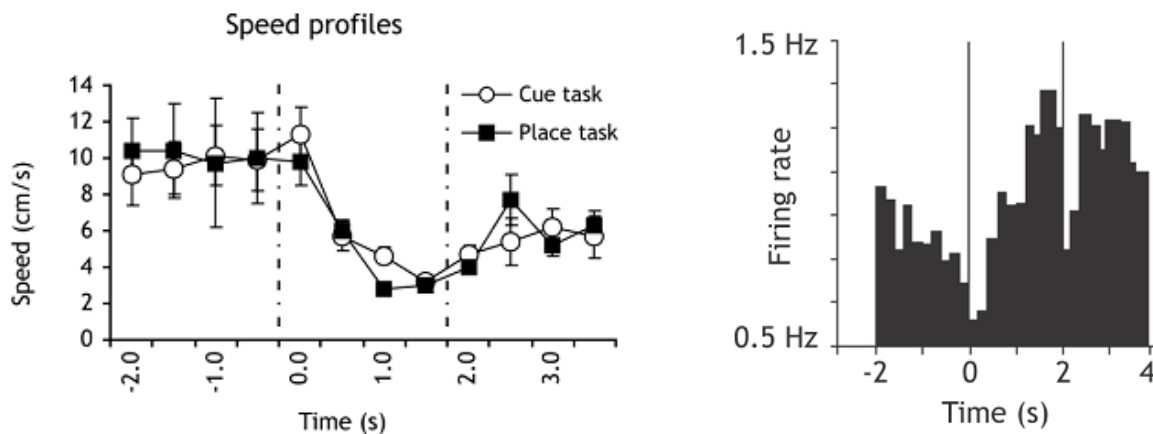 Speed profiles
Speed (cm/s)
14
12
10
8
6
4
2
0
Cue task
Place task
-2.0
-1.0
0.0
1.0
2.0
3.0
Time (s)
Firing rate
1.5 Hz
0.5 Hz
-2
0
2
4
Time (s)